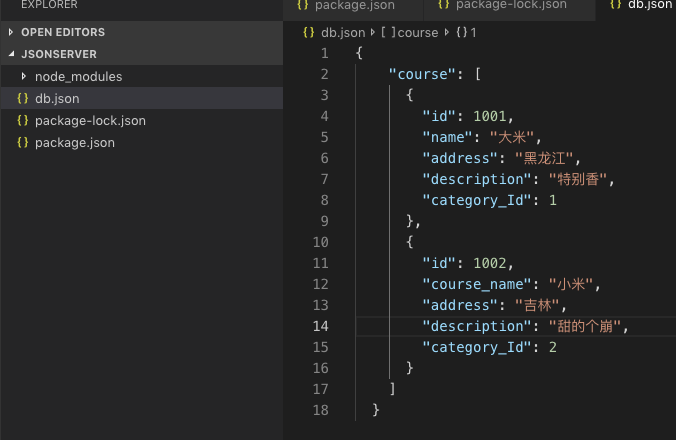 EXPLORER
OPEN EDITORS
JSONSERVER
node_modules
{} db.json
{} package-lock.json
{} package.json
{} package.json {} package-lock.json {} db.json
{} db.json [ ] course {} 1
1 {
2 "course": [
3 {
4 "id": 1001,
5 "name": "大米",
6 "address": "黑龙江",
7 "description": "特别香",
8 "category_Id": 1
9 },
10 {
11 "id": 1002,
12 "course_name": "小米",
13 "address": "吉林",
14 "description": "甜的个崩",
15 "category_Id": 2
16 }
17 ]
18 }